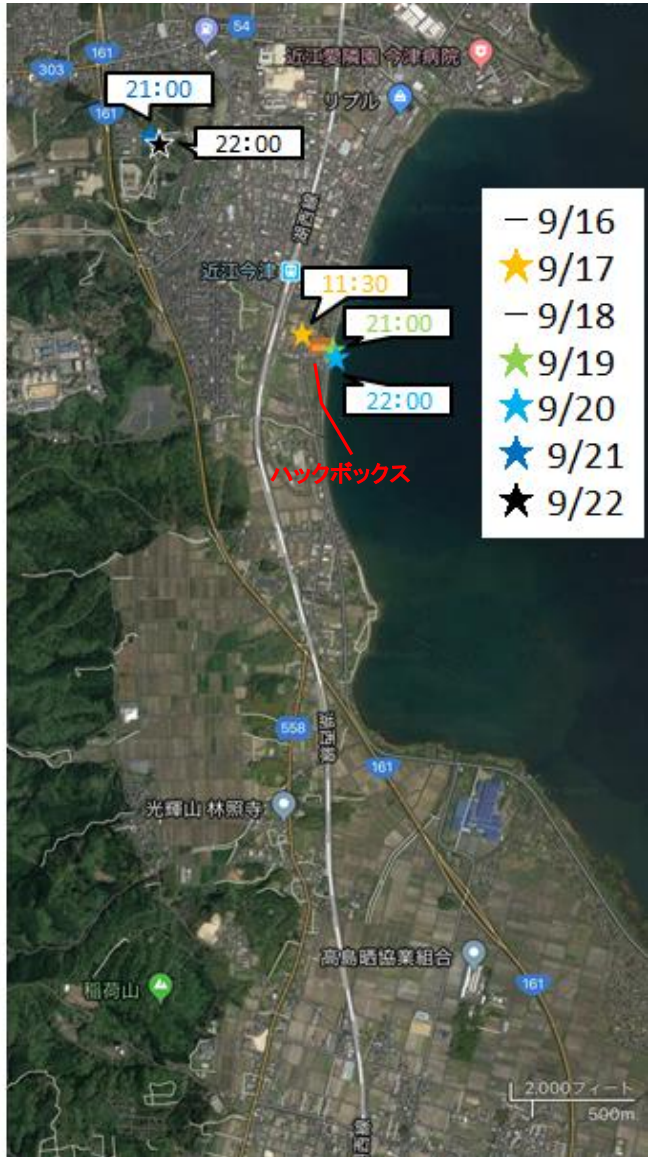 54
161
近江愛隣園 今津病院
303
21:00
リブル
161
22:00
湖西線
― 9/16
★9/17
― 9/18
★9/19
★9/20
★ 9/21
★ 9/22
近江今津
11:30
21:00
22:00
ハックボックス
558
湖西線
161
光輝山 林照寺
高島晒協業組合
稲荷山
161
2,000フィート
500m
湖西線